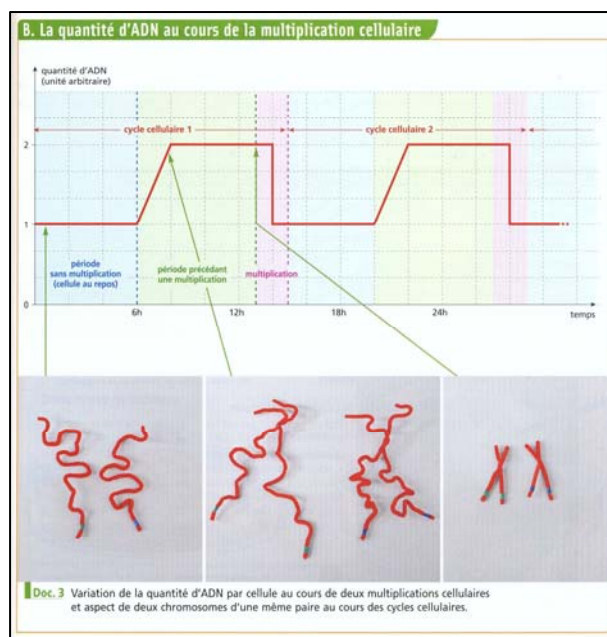 B. La quantité d'ADN au cours de la multiplication cellulaire
quantité d'ADN
(unité arbitraire)
cycle cellulaire 1
cycle cellulaire 2
2
1
0
période
sans multiplication
(cellule au repos)
période précédant
une multiplication
multiplication
6h
12h
18h
24h
temps
Doc. 3 Variation de la quantité d'ADN par cellule au cours de deux multiplications cellulaires
et aspect de deux chromosomes d'une même paire au cours des cycles cellulaires.